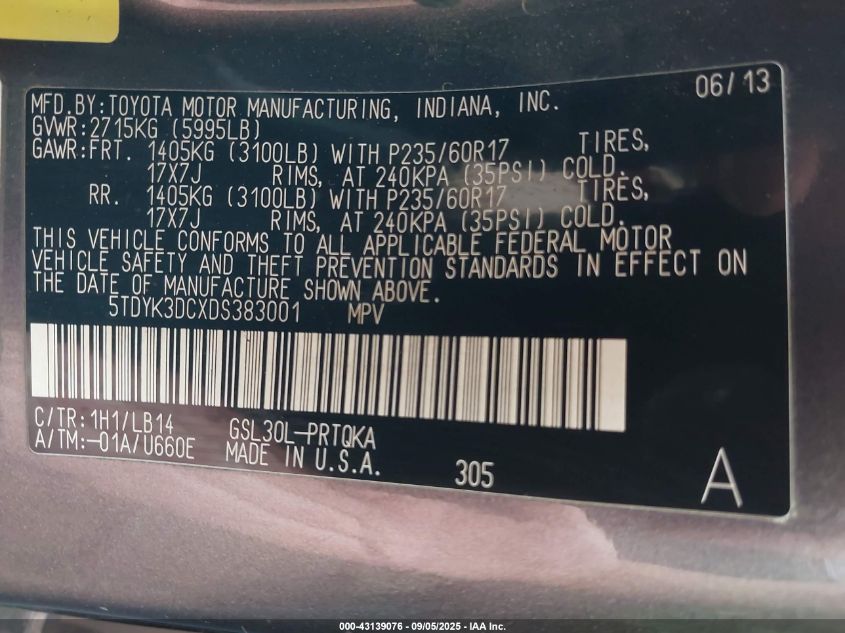 06/13
MFD.BY:TOYOTA MOTOR MANUFACTURING, INDIANA, INC.
GVWR:2715KG (5995LB)
GAWR:FRT. 1405KG (3100LB) WITH P235/60R17 TIRES,
17X7J RIMS, AT 240KPA (35PSI) COLD.
RR. 1405KG (3100LB) WITH P235/60R17 TIRES,
17X7J RIMS, AT 240KPA (35PSI) COLD.
THIS VEHICLE CONFORMS TO ALL APPLICABLE FEDERAL MOTOR
VEHICLE SAFETY AND THEFT PREVENTION STANDARDS IN EFFECT ON
THE DATE OF MANUFACTURE SHOWN ABOVE.
5TDYK3DCXDS383001 MPV
C/TR:1H1/LB14 GSL30L-PRTQKA
A/TM:-01A/U660E MADE IN U.S.A.
305 A
000-43139076 - 09/05/2025 - IAA Inc.